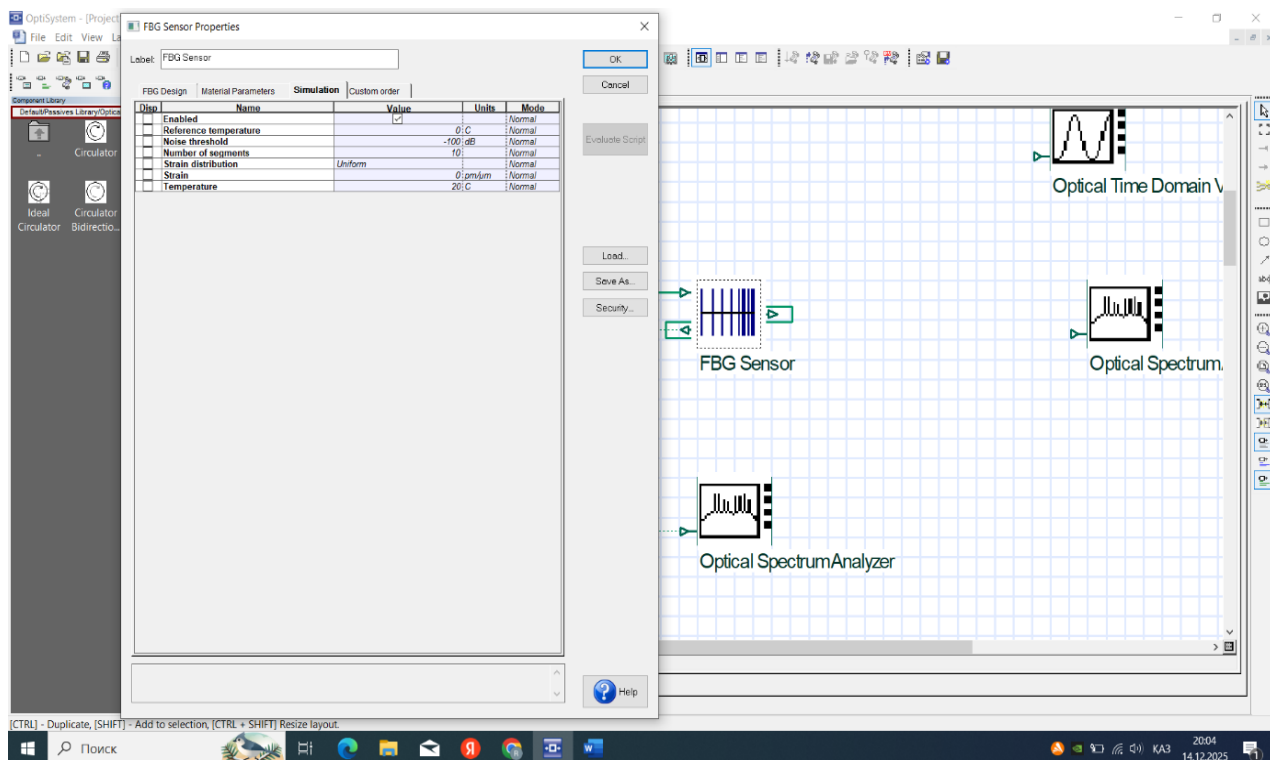 OptiSystem - [Project
File Edit View La
FBG Sensor Properties
Label: FBG Sensor
OK
Cancel
Evaluate Script
Load...
Save As...
Security...
Help
FBG Design Material Parameters Simulation Custom order
Disp Name Value Units Mode
Enabled Normal
Reference temperature 0 C Normal
Noise threshold -100 dB Normal
Number of segments 10 Normal
Strain distribution Uniform Normal
Strain 0 pm/µm Normal
Temperature 20 C Normal
Component Library
Default/Passives Library/Optica
..
Circulator
Ideal Circulator
Circulator Bidirectio...
Optical Time Domain V
FBG Sensor
Optical Spectrum
Optical Spectrum Analyzer
[CTRL] - Duplicate, [SHIFT] - Add to selection, [CTRL + SHIFT] Resize layout.
Поиск
ҚАЗ
20:04
14.12.2025